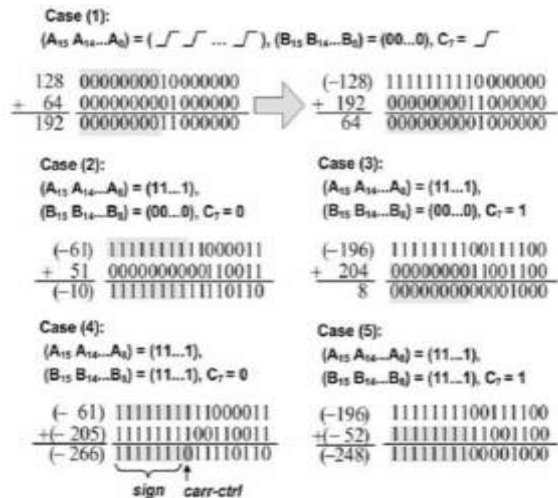 Case (1):
(A₁₅ A₁₄...A₈) = ( ... ), (B₁₅ B₁₄...B₈) = (00...0), C₇ =
128 0000000010000000
+ 64 0000000001000000
192 0000000011000000
(−128) 1111111110000000
+ 192 0000000011000000
64 0000000001000000
Case (2):
(A₁₅ A₁₄...A₈) = (11...1),
(B₁₅ B₁₄...B₈) = (00...0), C₇ = 0
(−61) 1111111111000011
+ 51 0000000000110011
(−10) 1111111111110110
Case (3):
(A₁₅ A₁₄...A₈) = (11...1),
(B₁₅ B₁₄...B₈) = (00...0), C₇ = 1
(−196) 1111111100111100
+ 204 0000000011001100
8 0000000000001000
Case (4):
(A₁₅ A₁₄...A₈) = (11...1),
(B₁₅ B₁₄...B₈) = (11...1), C₇ = 0
(− 61) 1111111111000011
+(− 205) 1111111100110011
(− 266) 1111111011110110
sign carr-ctrl
Case (5):
(A₁₅ A₁₄...A₈) = (11...1),
(B₁₅ B₁₄...B₈) = (11...1), C₇ = 1
(−196) 1111111100111100
+(− 52) 1111111111001100
(−248) 1111111100001000